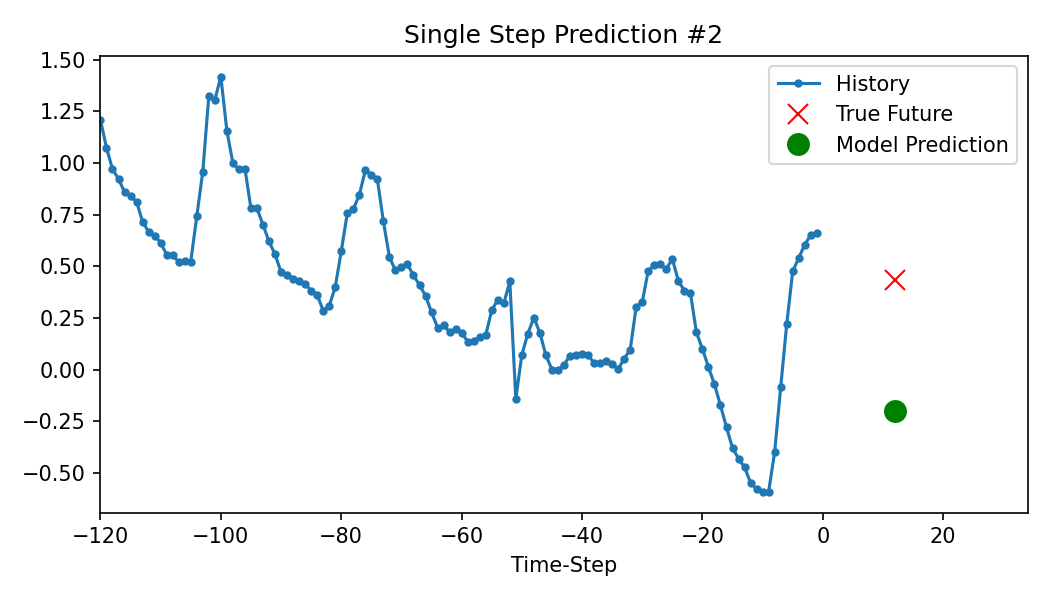 Single Step Prediction #2
1.50
1.25
1.00
0.75
0.50
0.25
0.00
−0.25
−0.50
History
True Future
Model Prediction
−120 −100 −80 −60 −40 −20 0 20
Time-Step